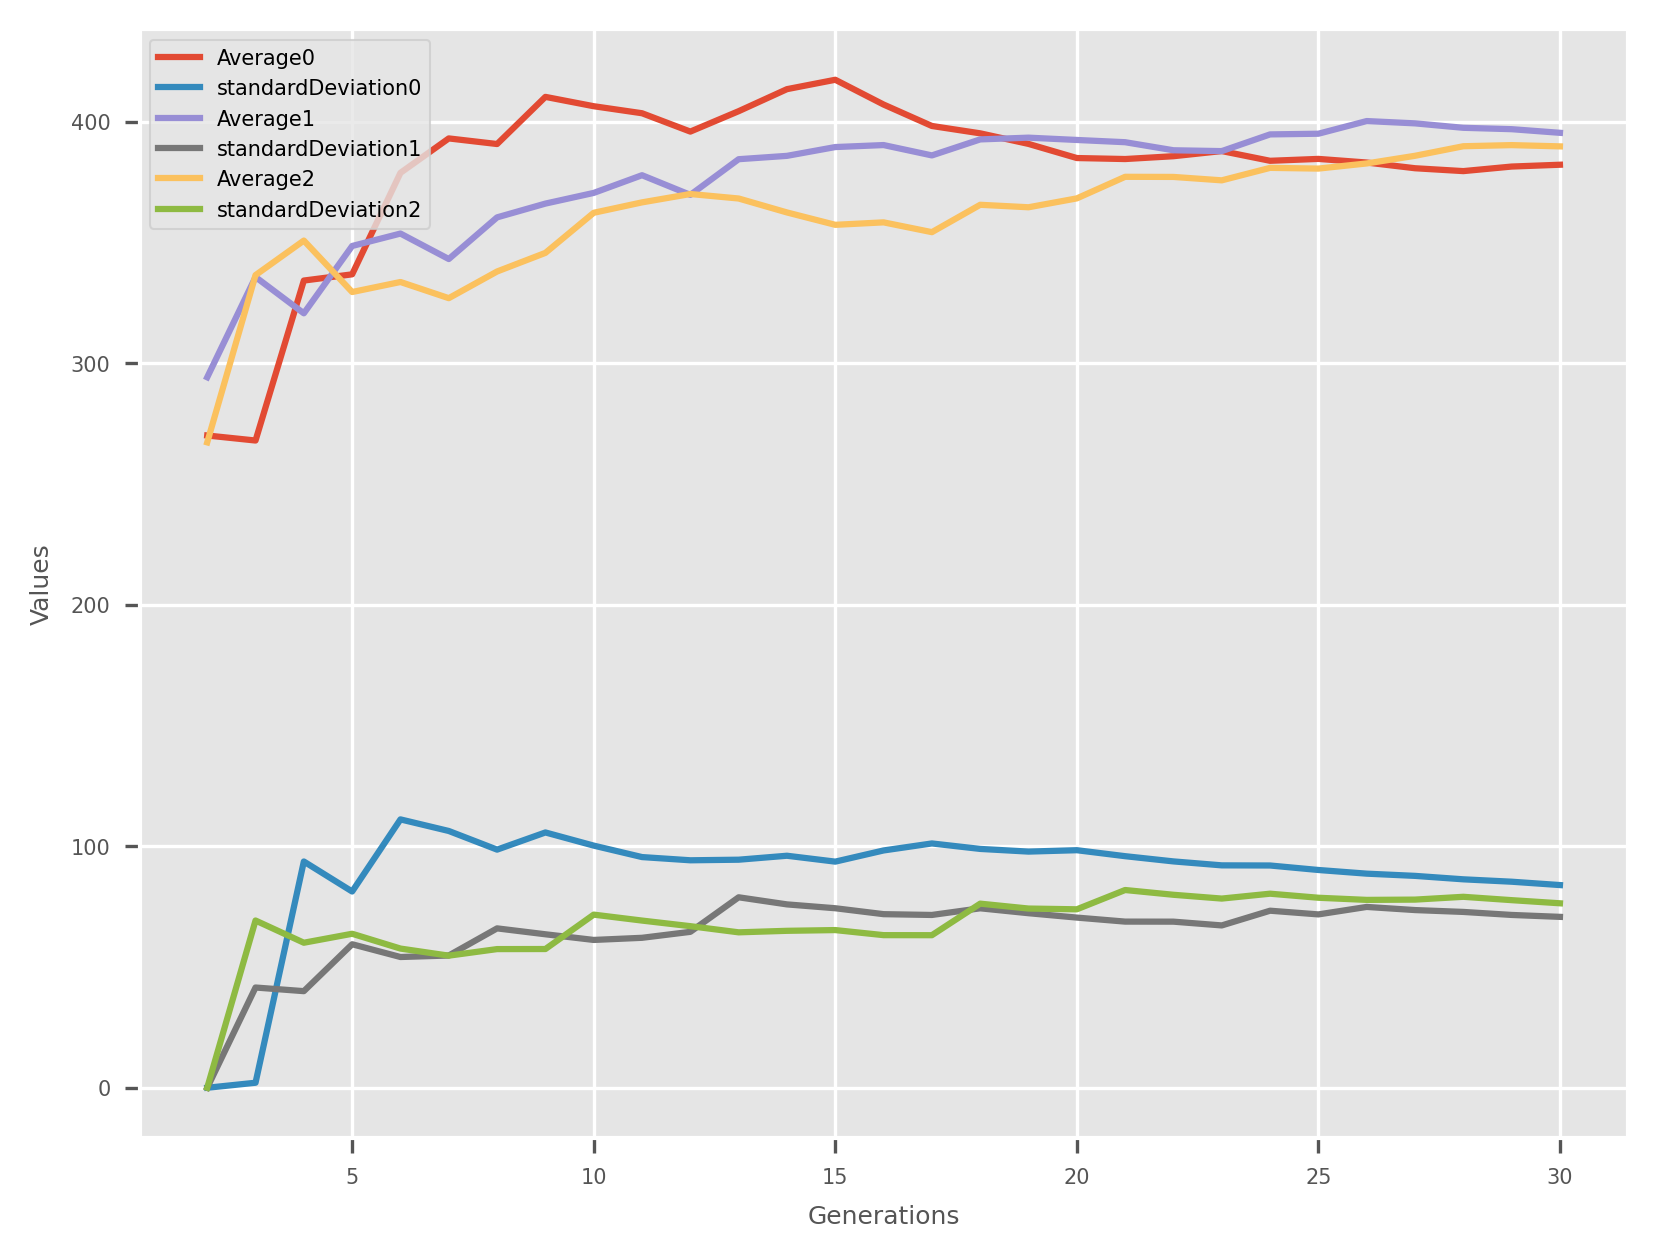 Average0
standardDeviation0
Average1
standardDeviation1
Average2
standardDeviation2
400
300
200
100
0
Values
5 10 15 20 25 30
Generations